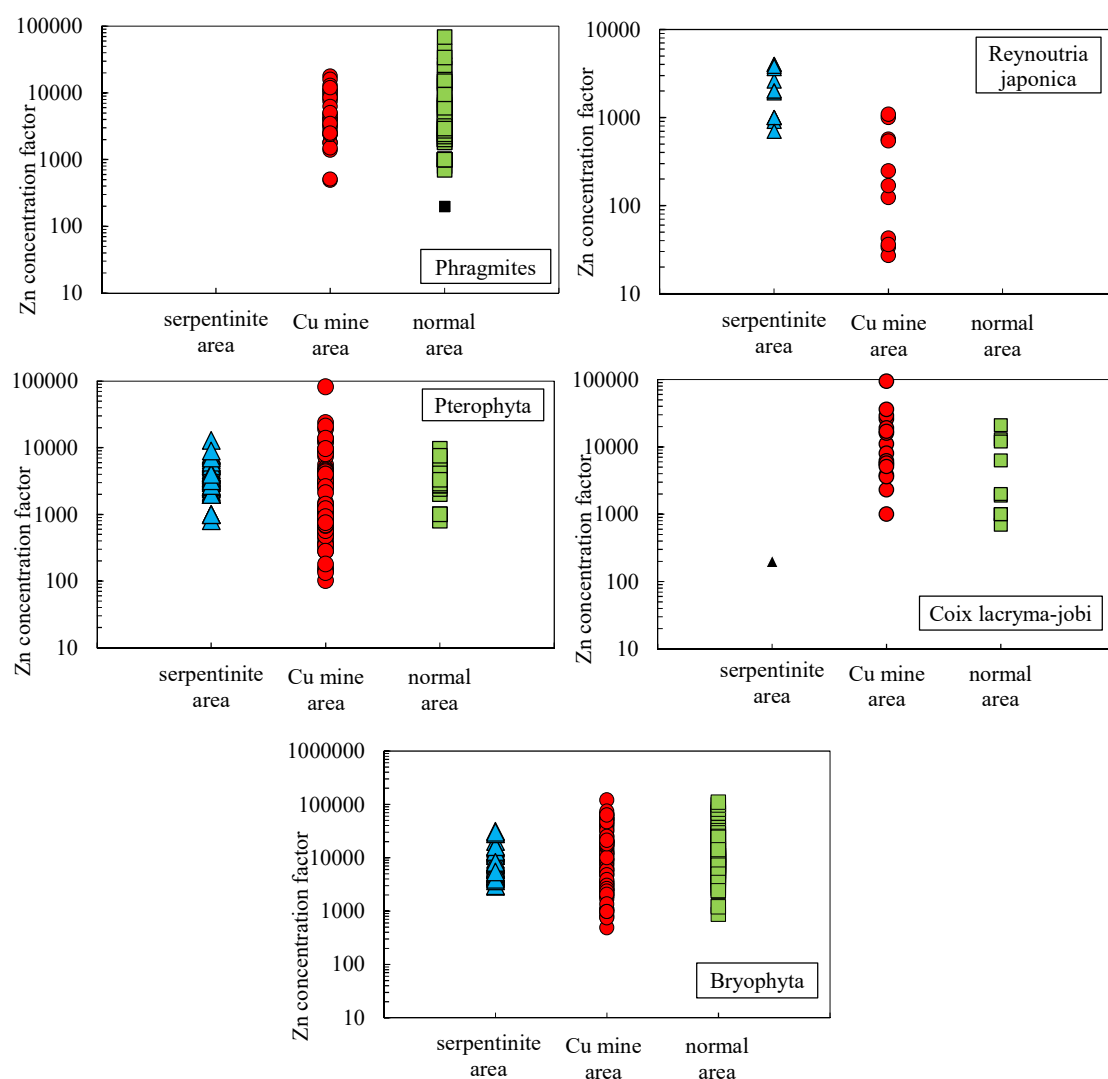 100000
10000
1000
100
10
Zn concentration factor
Phragmites
serpentinite
area
Cu mine
area
normal
area
10000
1000
100
10
Zn concentration factor
Reynoutria
japonica
serpentinite
area
Cu mine
area
normal
area
100000
10000
1000
100
10
Zn concentration factor
Pterophyta
serpentinite
area
Cu mine
area
normal
area
100000
10000
1000
100
10
Zn concentration factor
Coix lacryma-jobi
serpentinite
area
Cu mine
area
normal
area
1000000
100000
10000
1000
100
10
Zn concentration factor
Bryophyta
serpentinite
area
Cu mine
area
normal
area